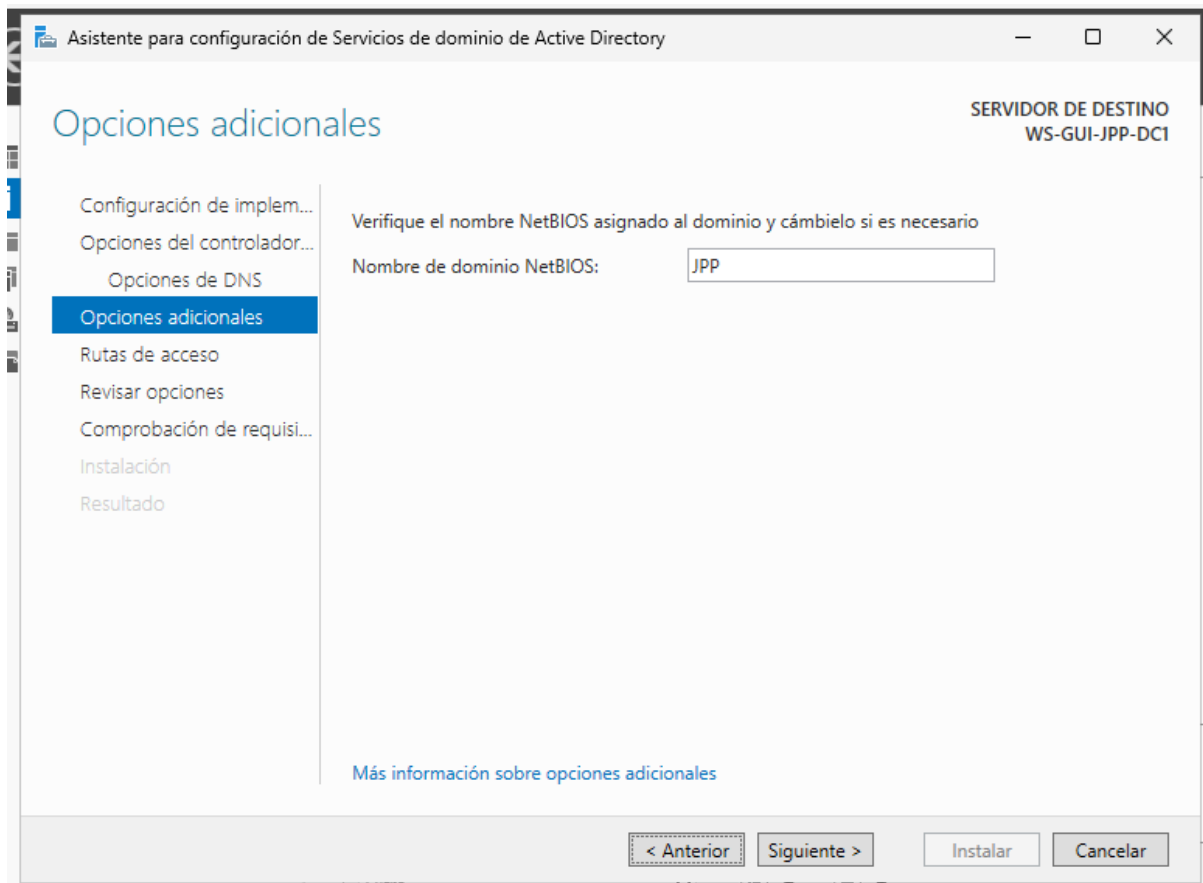 Asistente para configuración de Servicios de dominio de Active Directory
Opciones adicionales
SERVIDOR DE DESTINO
WS-GUI-JPP-DC1
Configuración de implem...
Opciones del controlador...
Opciones de DNS
Opciones adicionales
Rutas de acceso
Revisar opciones
Comprobación de requisi...
Instalación
Resultado
Verifique el nombre NetBIOS asignado al dominio y cámbielo si es necesario
Nombre de dominio NetBIOS: JPP
Más información sobre opciones adicionales
< Anterior Siguiente > Instalar Cancelar